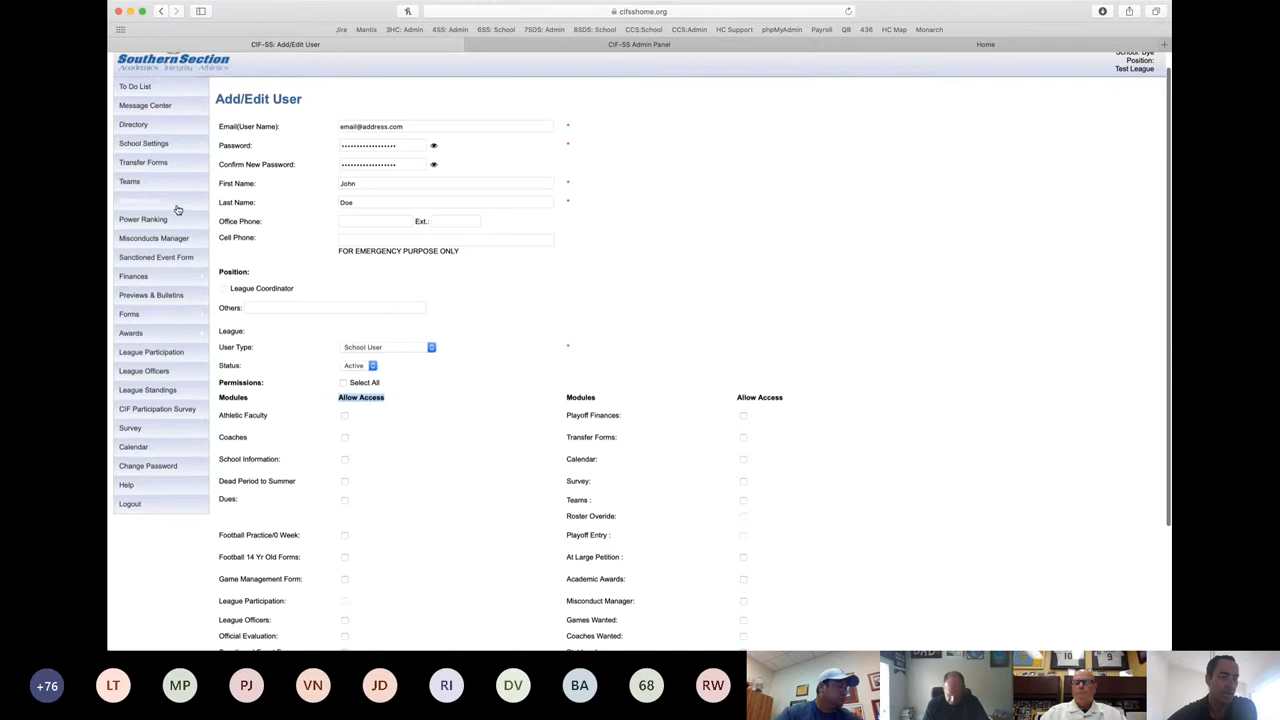 cifsshome.org
Jira Mantis 3HC: Admin 4SS: Admin 6SS: School 7SDS: Admin 8SDS: School CCS:School CCS:Admin HC Support phpMyAdmin Payroll QB 436 HC Map Monarch
CIF-SS: Add/Edit User CIF-SS Admin Panel Home
Southern Section
Academics Integrity Athletics
School: Bye
Position:
Test League
To Do List
Message Center
Directory
School Settings
Transfer Forms
Teams
Power Ranking
Misconducts Manager
Sanctioned Event Form
Finances
Previews & Bulletins
Forms
Awards
League Participation
League Officers
League Standings
CIF Participation Survey
Survey
Calendar
Change Password
Help
Logout
Add/Edit User
Email(User Name): email@address.com *
Password: •••••••••••••••••• *
Confirm New Password: ••••••••••••••••••
First Name: John *
Last Name: Doe *
Office Phone: Ext.:
Cell Phone:
FOR EMERGENCY PURPOSE ONLY
Position:
League Coordinator
Others:
League:
User Type: School User *
Status: Active
Permissions: Select All
Modules Allow Access Modules Allow Access
Athletic Faculty Playoff Finances:
Coaches Transfer Forms:
School Information: Calendar:
Dead Period to Summer Survey:
Dues: Teams :
Roster Overide:
Football Practice/0 Week: Playoff Entry :
Football 14 Yr Old Forms: At Large Petition :
Game Management Form: Academic Awards:
League Participation: Misconduct Manager:
League Officers: Games Wanted:
Official Evaluation: Coaches Wanted:
+76 LT MP PJ VN JD RI DV BA 68 RW